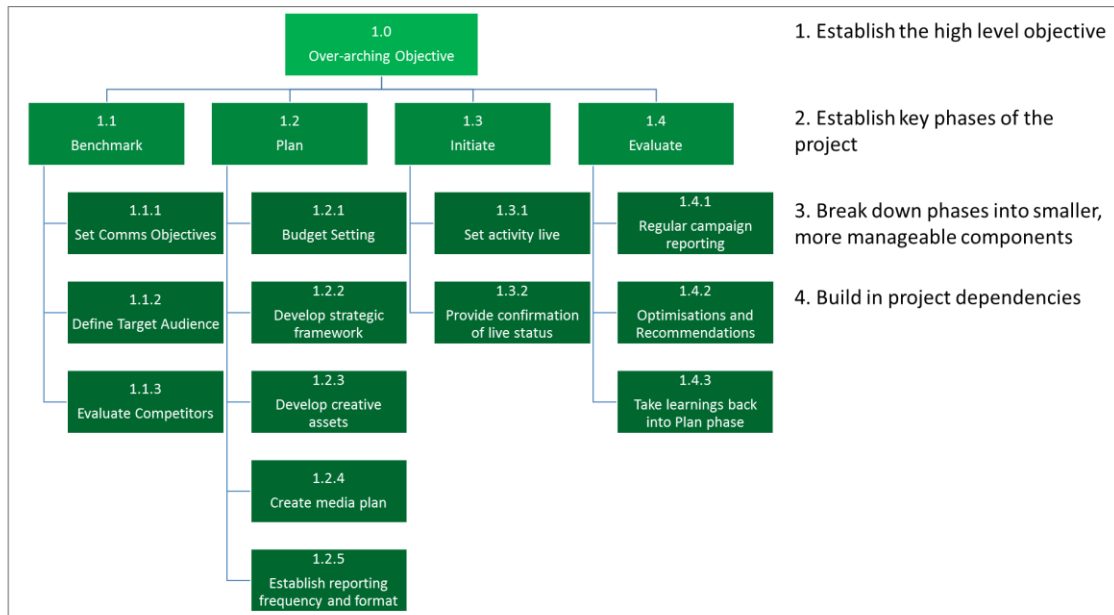 1.0
Over-arching Objective
1. Establish the high level objective
1.1
Benchmark
1.2
Plan
1.3
Initiate
1.4
Evaluate
2. Establish key phases of the
project
1.1.1
Set Comms Objectives
1.2.1
Budget Setting
1.3.1
Set activity live
1.4.1
Regular campaign
reporting
3. Break down phases into smaller,
more manageable components
1.1.2
Define Target Audience
1.2.2
Develop strategic
framework
1.3.2
Provide confirmation
of live status
1.4.2
Optimisations and
Recommendations
4. Build in project dependencies
1.1.3
Evaluate Competitors
1.2.3
Develop creative
assets
1.4.3
Take learnings back
into Plan phase
1.2.4
Create media plan
1.2.5
Establish reporting
frequency and format